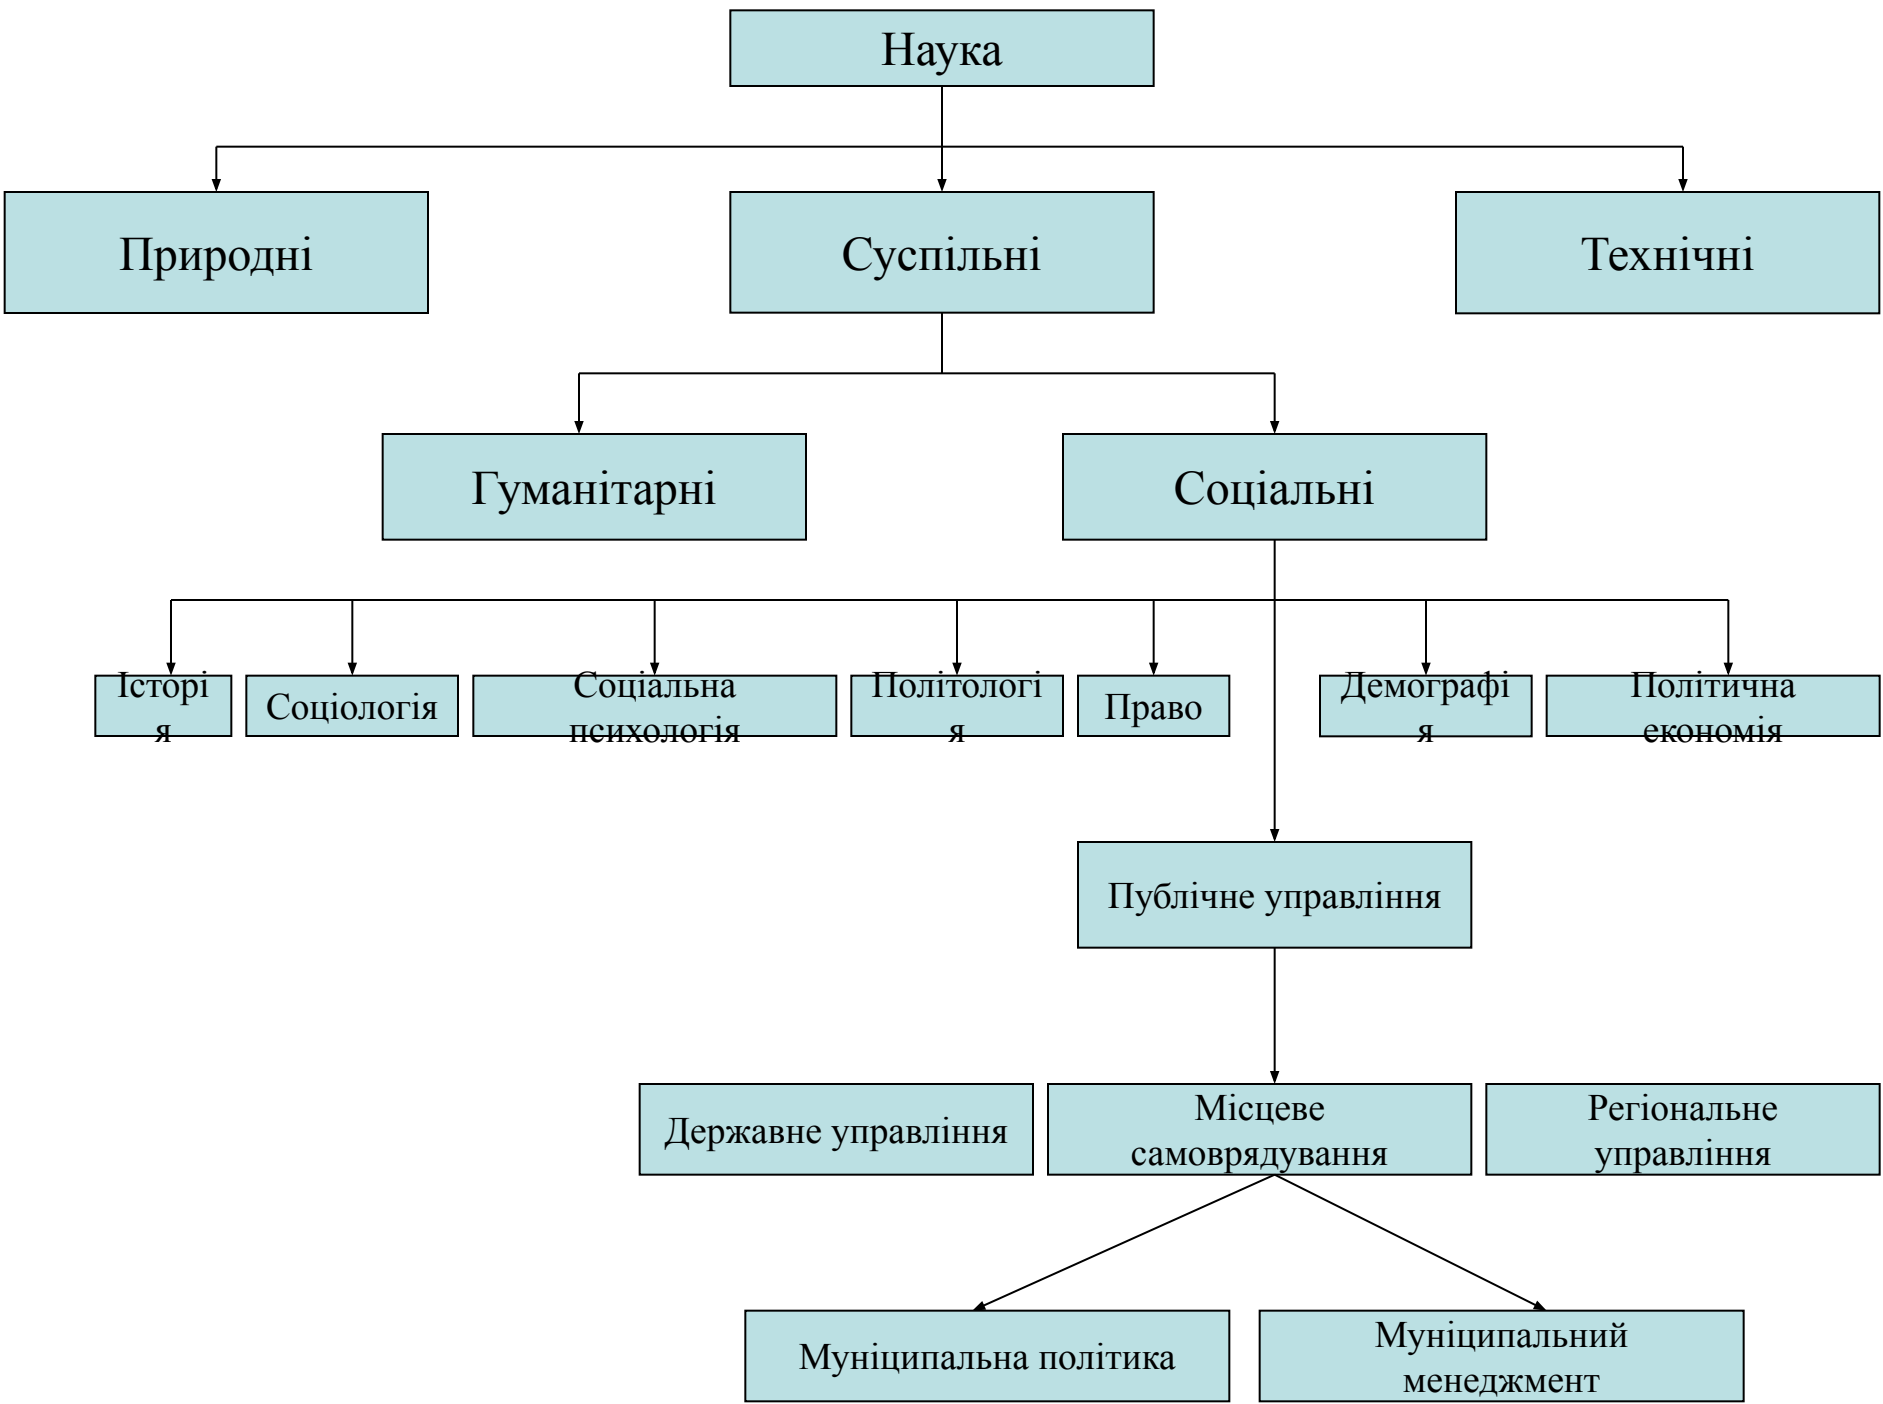 Наука
Природні
Суспільні
Технічні
Гуманітарні
Соціальні
Історі
я
Соціологія
Соціальна
психологія
Політологі
я
Право
Демографі
я
Політична
економія
Публічне управління
Державне управління
Місцеве
самоврядування
Регіональне
управління
Муніципальна політика
Муніципальний
менеджмент